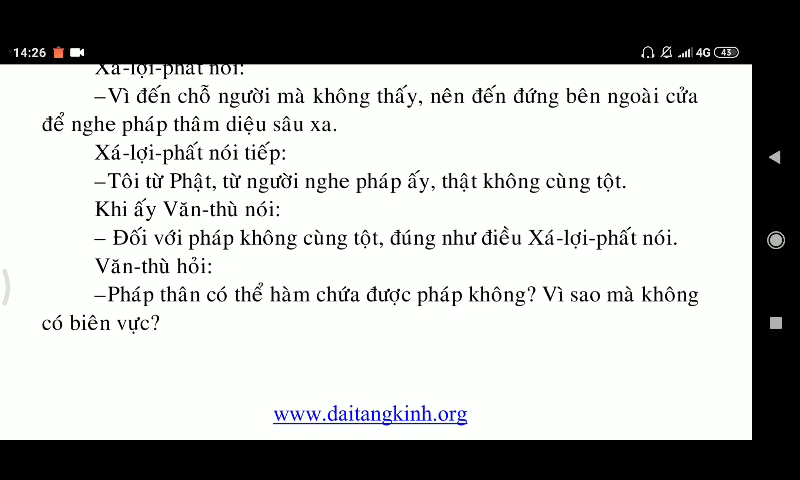 14:26 4G 43
Xá-lợi-phất nói:
–Vì đến chỗ người mà không thấy, nên đến đứng bên ngoài cửa
để nghe pháp thâm diệu sâu xa.
Xá-lợi-phất nói tiếp:
–Tôi từ Phật, từ người nghe pháp ấy, thật không cùng tột.
Khi ấy Văn-thù nói:
– Đối với pháp không cùng tột, đúng như điều Xá-lợi-phất nói.
Văn-thù hỏi:
–Pháp thân có thể hàm chứa được pháp không? Vì sao mà không
có biên vực?
www.daitangkinh.org